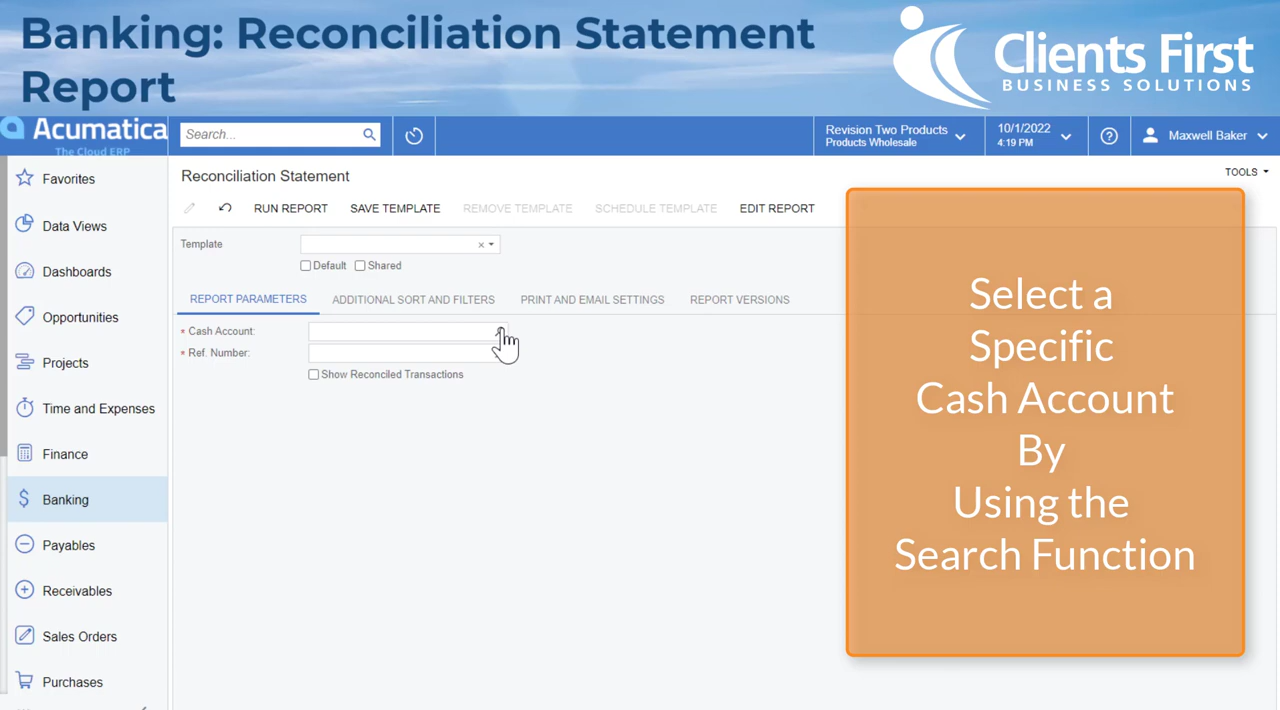 Banking: Reconciliation Statement
Report
Clients First
BUSINESS SOLUTIONS
Acumatica
The Cloud ERP
Search...
Revision Two Products
Products Wholesale
10/1/2022
4:19 PM
Maxwell Baker
Favorites
Data Views
Dashboards
Opportunities
Projects
Time and Expenses
Finance
Banking
Payables
Receivables
Sales Orders
Purchases
Reconciliation Statement
TOOLS
RUN REPORT SAVE TEMPLATE REMOVE TEMPLATE SCHEDULE TEMPLATE EDIT REPORT
Template
Default Shared
REPORT PARAMETERS ADDITIONAL SORT AND FILTERS PRINT AND EMAIL SETTINGS REPORT VERSIONS
* Cash Account:
* Ref. Number:
Show Reconciled Transactions
Select a
Specific
Cash Account
By
Using the
Search Function